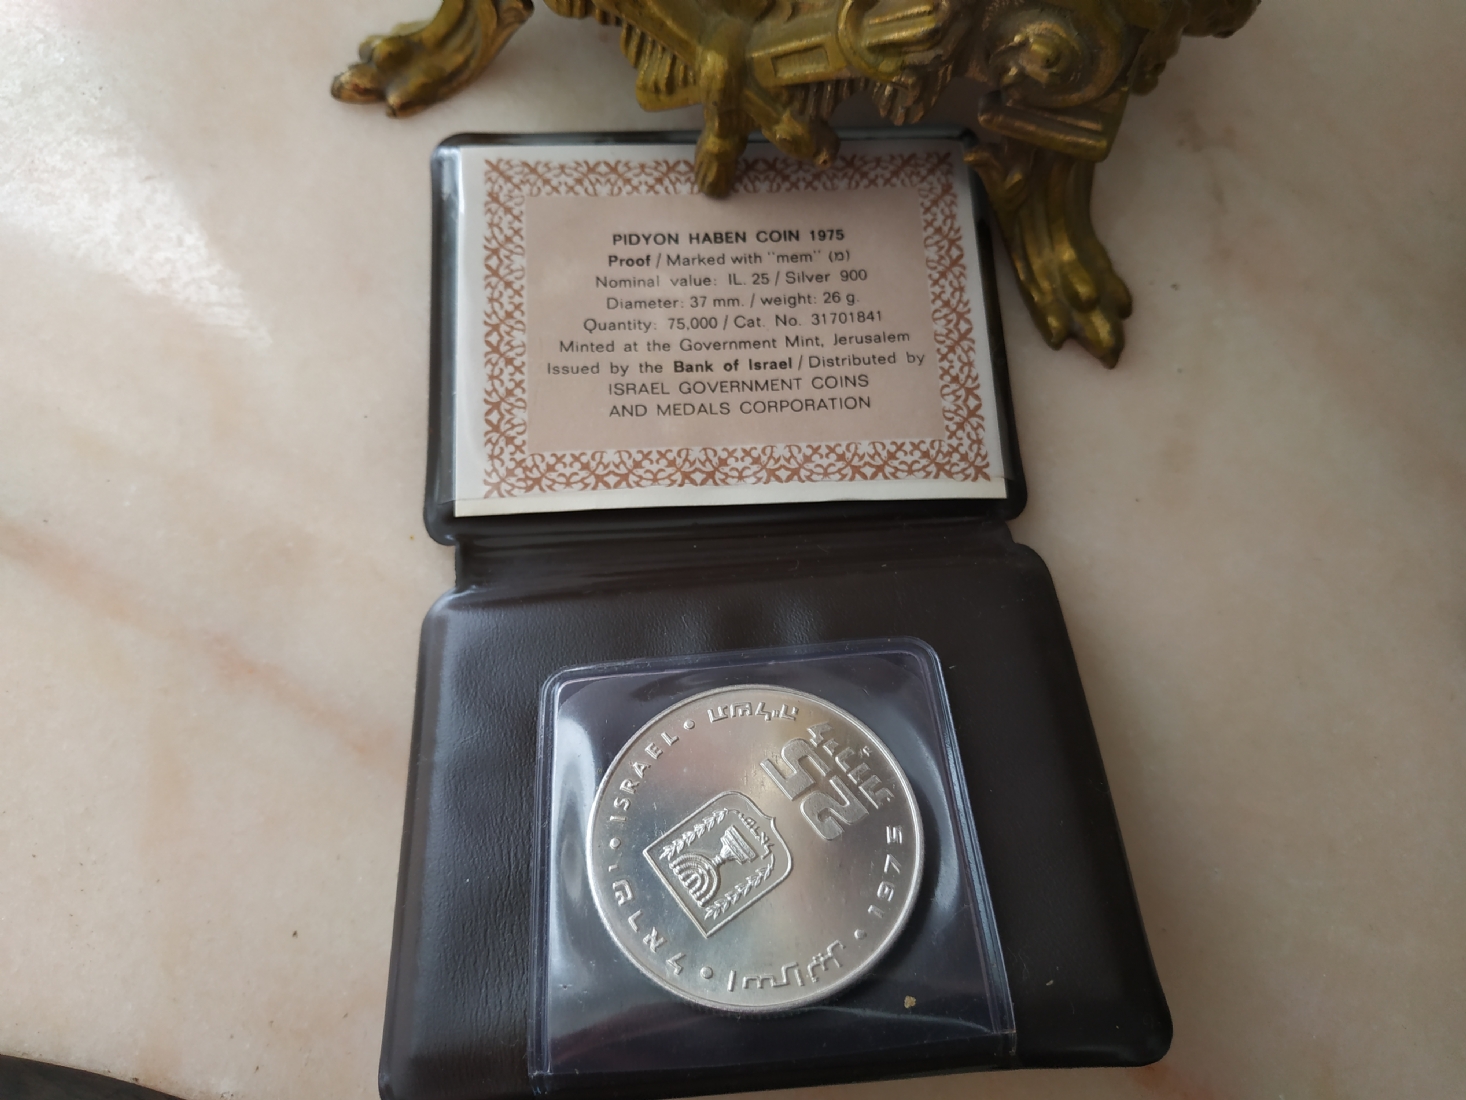 PIDYON HABEN COIN 1975
Proof / Marked with "mem" (מ)
Nominal value: IL. 25 / Silver 900
Diameter: 37 mm. / weight: 26 g.
Quantity: 75,000 / Cat. No. 31701841
Minted at the Government Mint, Jerusalem
Issued by the Bank of Israel / Distributed by
ISRAEL GOVERNMENT COINS
AND MEDALS CORPORATION
ISRAEL
25
1975
ישראל
اسرائيل